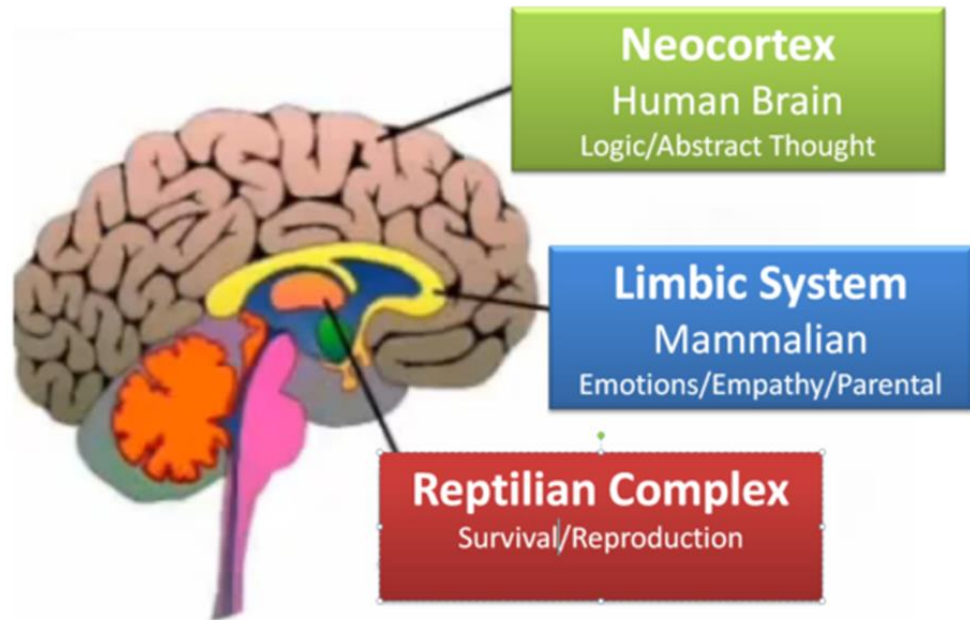 Neocortex
Human Brain
Logic/Abstract Thought
Limbic System
Mammalian
Emotions/Empathy/Parental
Reptilian Complex
Survival/Reproduction